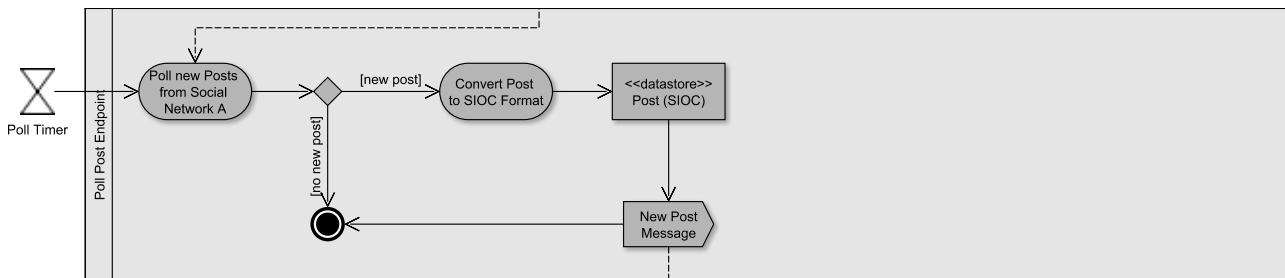 Poll Timer
Poll Post Endpoint
Poll new Posts
from Social
Network A
[new post]
[no new post]
Convert Post
to SIOC Format
<<datastore>>
Post (SIOC)
New Post
Message